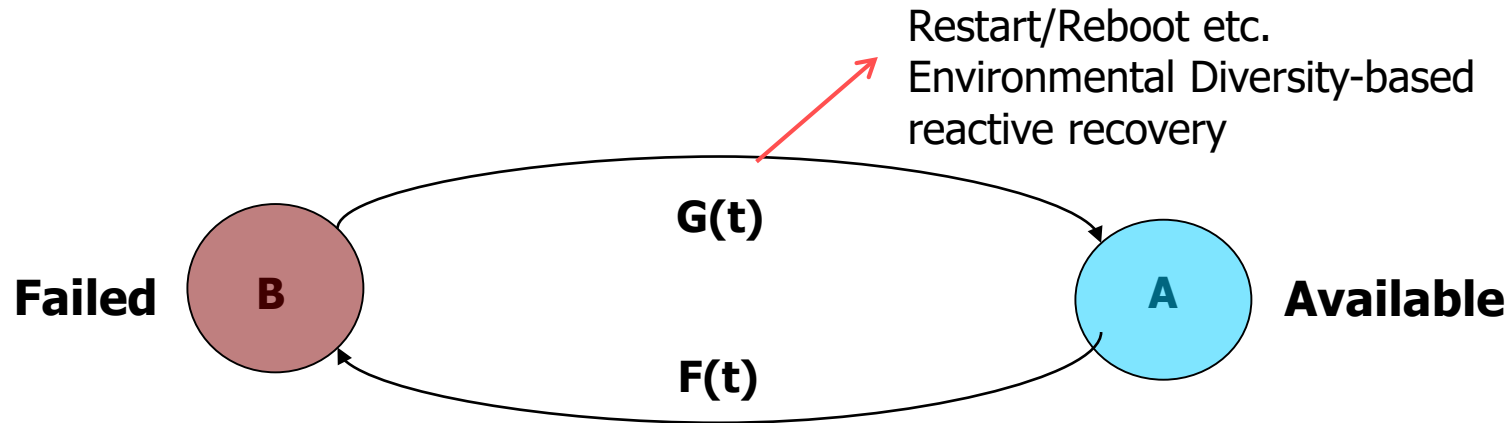 Restart/Reboot etc.
Environmental Diversity-based
reactive recovery
G(t)
Failed
B
A
Available
F(t)